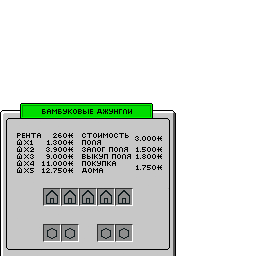 БАМБУКОВЫЕ ДЖУНГЛИ
РЕНТА 260₩ СТОИМОСТЬ ПОЛЯ 3.000₩
X1 1.300₩
X2 3.900₩ ЗАЛОГ ПОЛЯ 1.500₩
X3 9.000₩ ВЫКУП ПОЛЯ 1.800₩
X4 11.000₩ ПОКУПКА ДОМА 1.750₩
X5 12.750₩